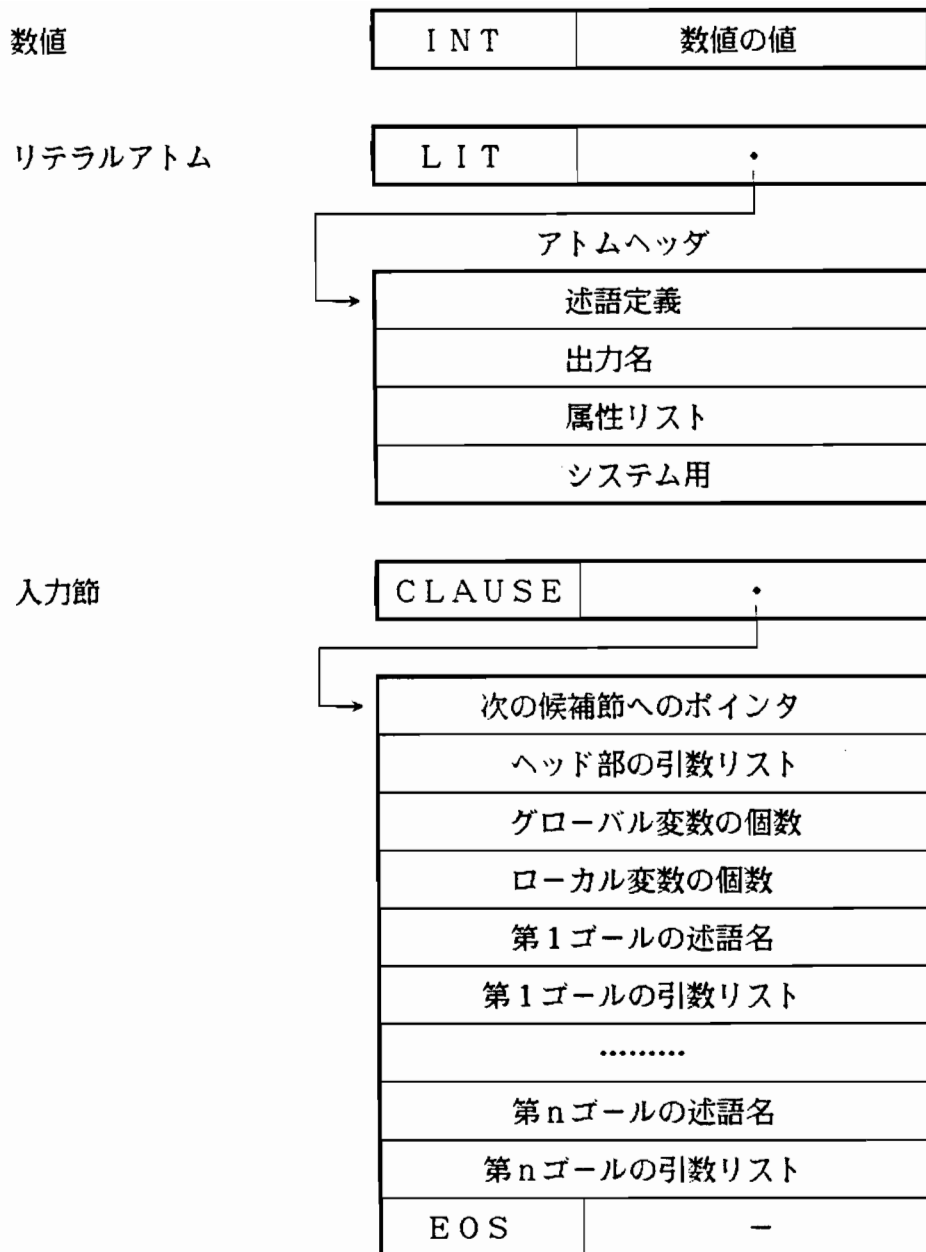 数値 INT 数値の値
リテラルアトム LIT ・
アトムヘッダ
述語定義
出力名
属性リスト
システム用
入力節 CLAUSE ・
次の候補節へのポインタ
ヘッド部の引数リスト
グローバル変数の個数
ローカル変数の個数
第1ゴールの述語名
第1ゴールの引数リスト
………
第nゴールの述語名
第nゴールの引数リスト
EOS －